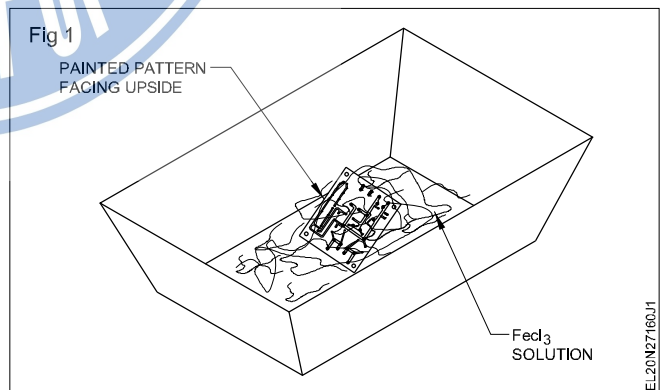 Fig 1
PAINTED PATTERN
FACING UPSIDE
Fecl₃
SOLUTION
EL20N27160J1